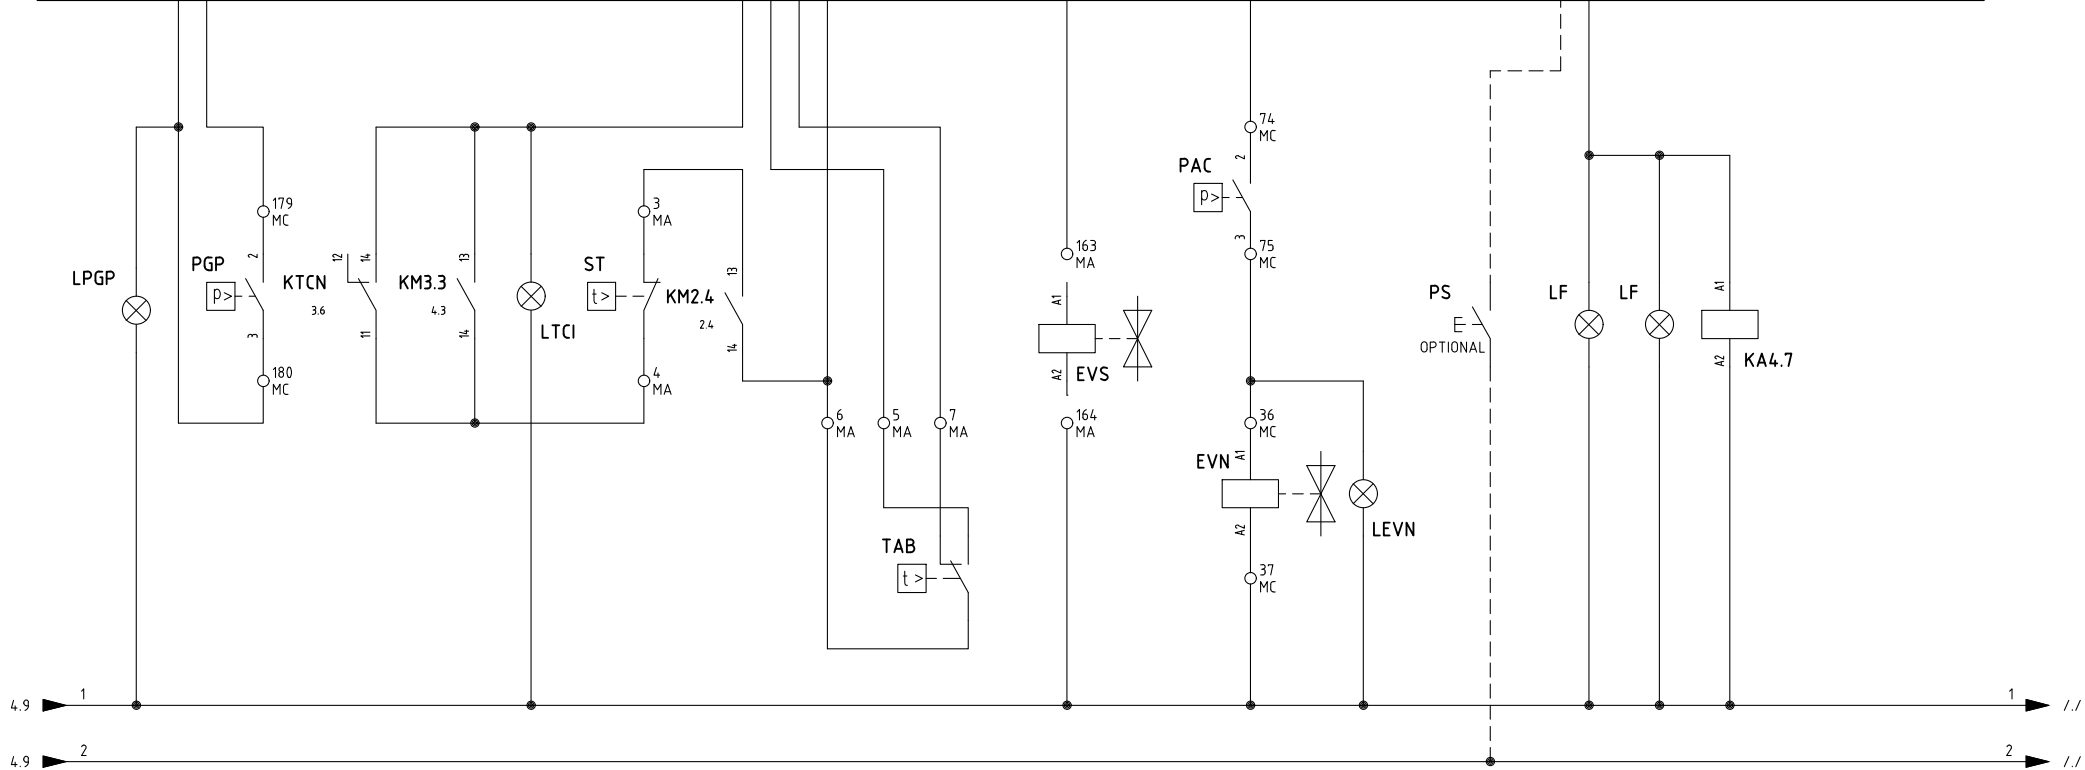 74
MC
2
PAC
p>
3
75
MC
179
MC
3
MA
163
MA
2
PGP
p>
3
180
MC
LPGP
12
14
KTCN
3.6
11
13
KM3.3
4.3
14
LTCI
ST
t>
4
MA
13
KM2.4
2.4
14
A1
A2
EVS
164
MA
6
MA
5
MA
7
MA
36
MC
A1
EVN
A2
37
MC
LEVN
TAB
t>
PS
E
OPTIONAL
LF
LF
A1
A2
KA4.7
4.9
1
1
/./
4.9
2
2
/./